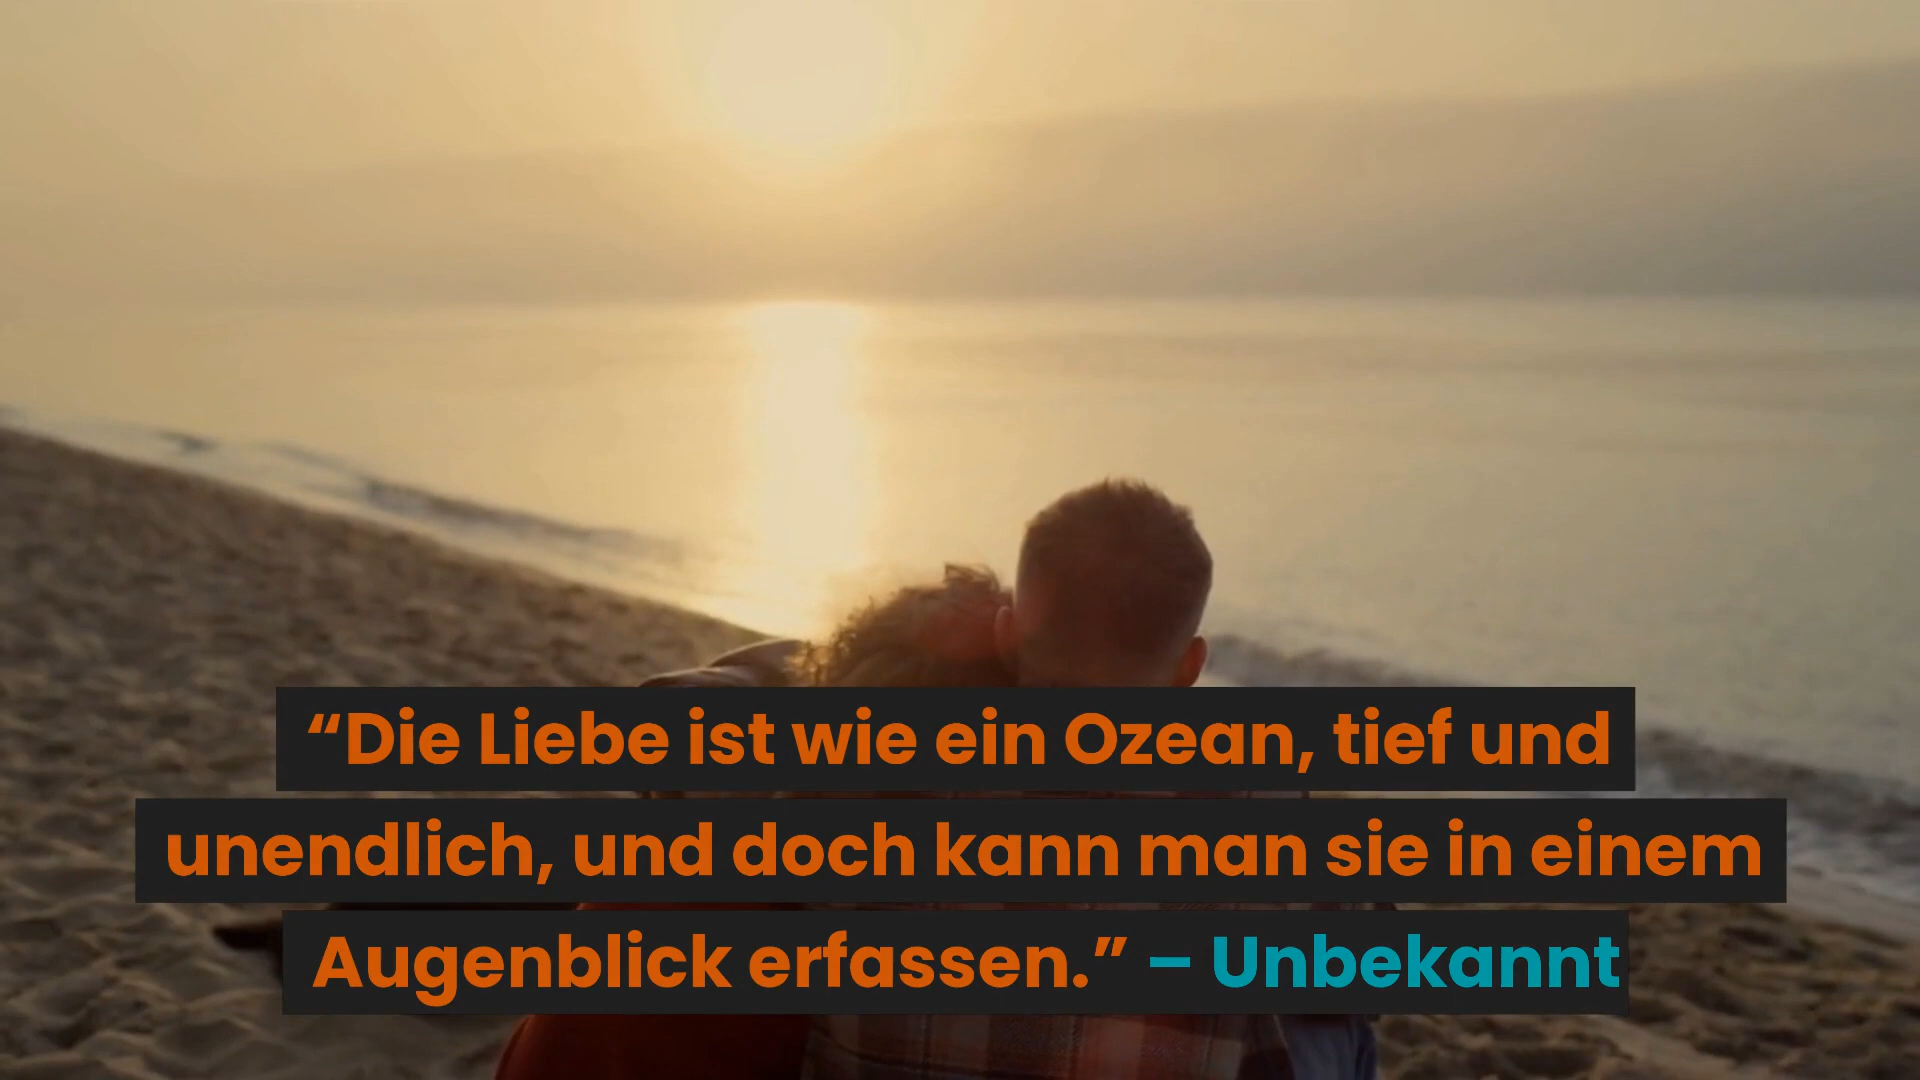 “Die Liebe ist wie ein Ozean, tief und
unendlich, und doch kann man sie in einem
Augenblick erfassen.” – Unbekannt